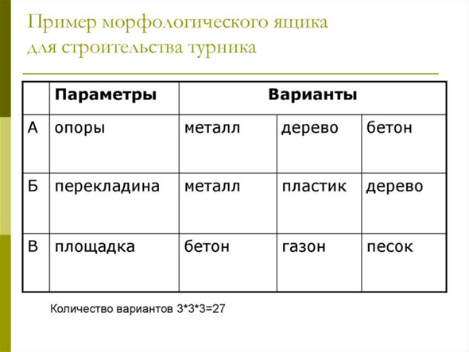 Пример морфологического ящика
для строительства турника
Параметры Варианты
А опоры металл дерево бетон
Б перекладина металл пластик дерево
В площадка бетон газон песок
Количество вариантов 3*3*3=27